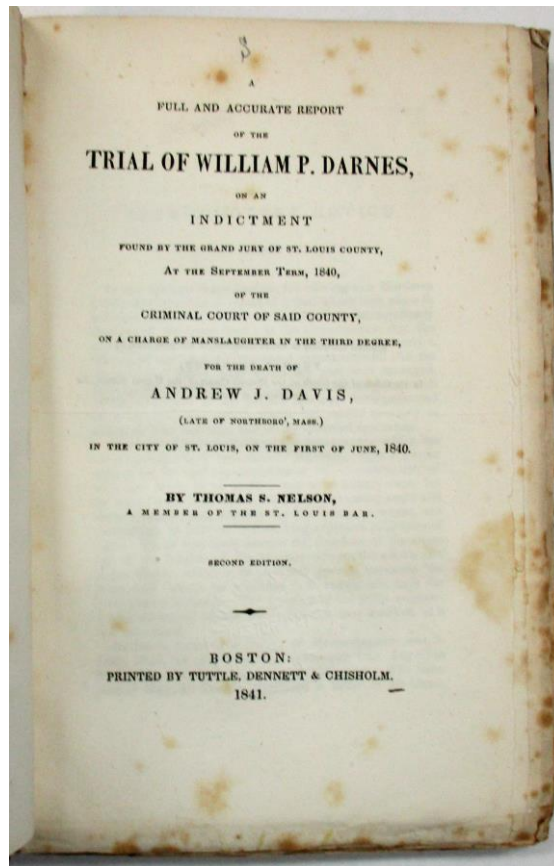 A
FULL AND ACCURATE REPORT
OF THE
TRIAL OF WILLIAM P. DARNES,
ON AN
INDICTMENT
FOUND BY THE GRAND JURY OF ST. LOUIS COUNTY,
AT THE SEPTEMBER TERM, 1840,
OF THE
CRIMINAL COURT OF SAID COUNTY,
ON A CHARGE OF MANSLAUGHTER IN THE THIRD DEGREE,
FOR THE DEATH OF
ANDREW J. DAVIS,
(LATE OF NORTHBORO', MASS.)
IN THE CITY OF ST. LOUIS, ON THE FIRST OF JUNE, 1840.
BY THOMAS S. NELSON,
A MEMBER OF THE ST. LOUIS BAR.
SECOND EDITION.
BOSTON:
PRINTED BY TUTTLE, DENNETT & CHISHOLM.
1841.